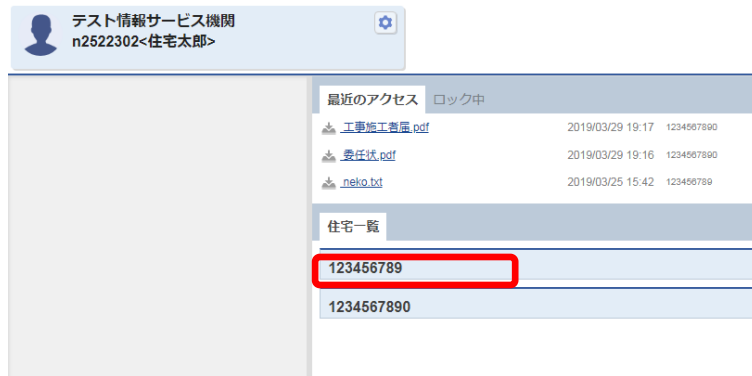 テスト情報サービス機関
n2522302<住宅太郎>
最近のアクセス ロック中
工事施工者届.pdf 2019/03/29 19:17 1234567890
委任状.pdf 2019/03/29 19:16 1234567890
neko.txt 2019/03/25 15:42 123456789
住宅一覧
123456789
1234567890